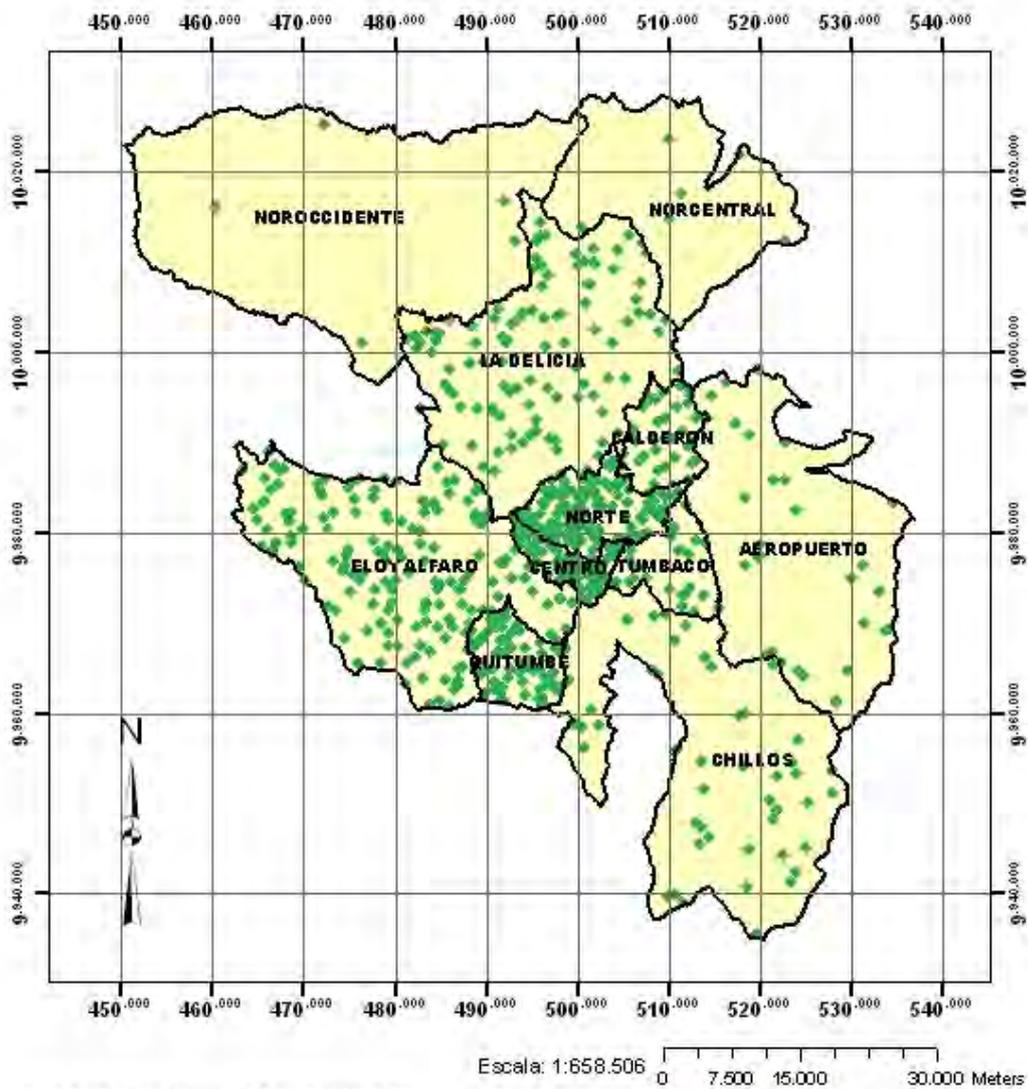 450.000 460.000 470.000 480.000 490.000 500.000 510.000 520.000 530.000 540.000
10.020.000 10.020.000
NOROCCIDENTE NORCENTRAL
10.000.000 10.000.000
LA DELICIA
CALDERON
NORTE
9.980.000 9.980.000
AEROPUERTO
ELOY ALFARO CENTRO TUMBACO
QUITUMBE
9.960.000 9.960.000
N
CHILLOS
9.940.000 9.940.000
450.000 460.000 470.000 480.000 490.000 500.000 510.000 520.000 530.000 540.000
Escala: 1:658.506
0 7.500 15.000 30.000 Meters